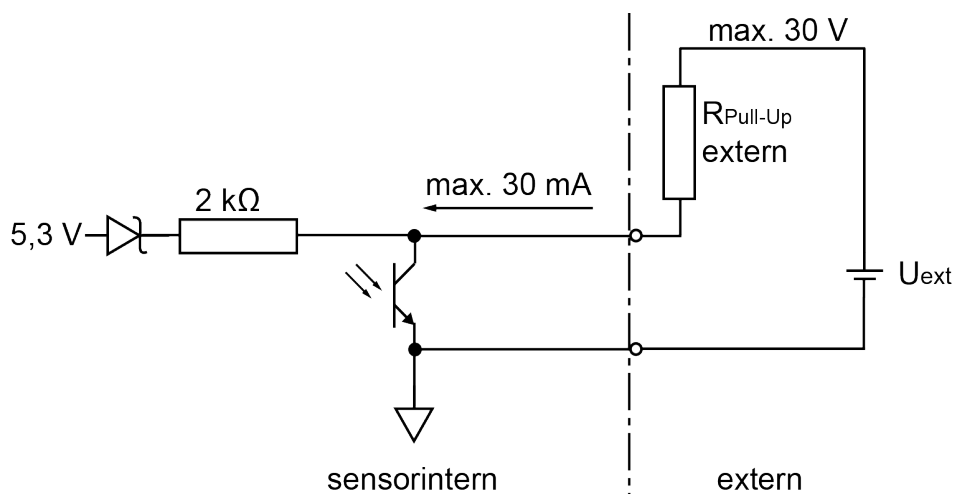 max. 30 V
RPull-Up
extern
max. 30 mA
2 kΩ
5,3 V
Uext
sensorintern
extern